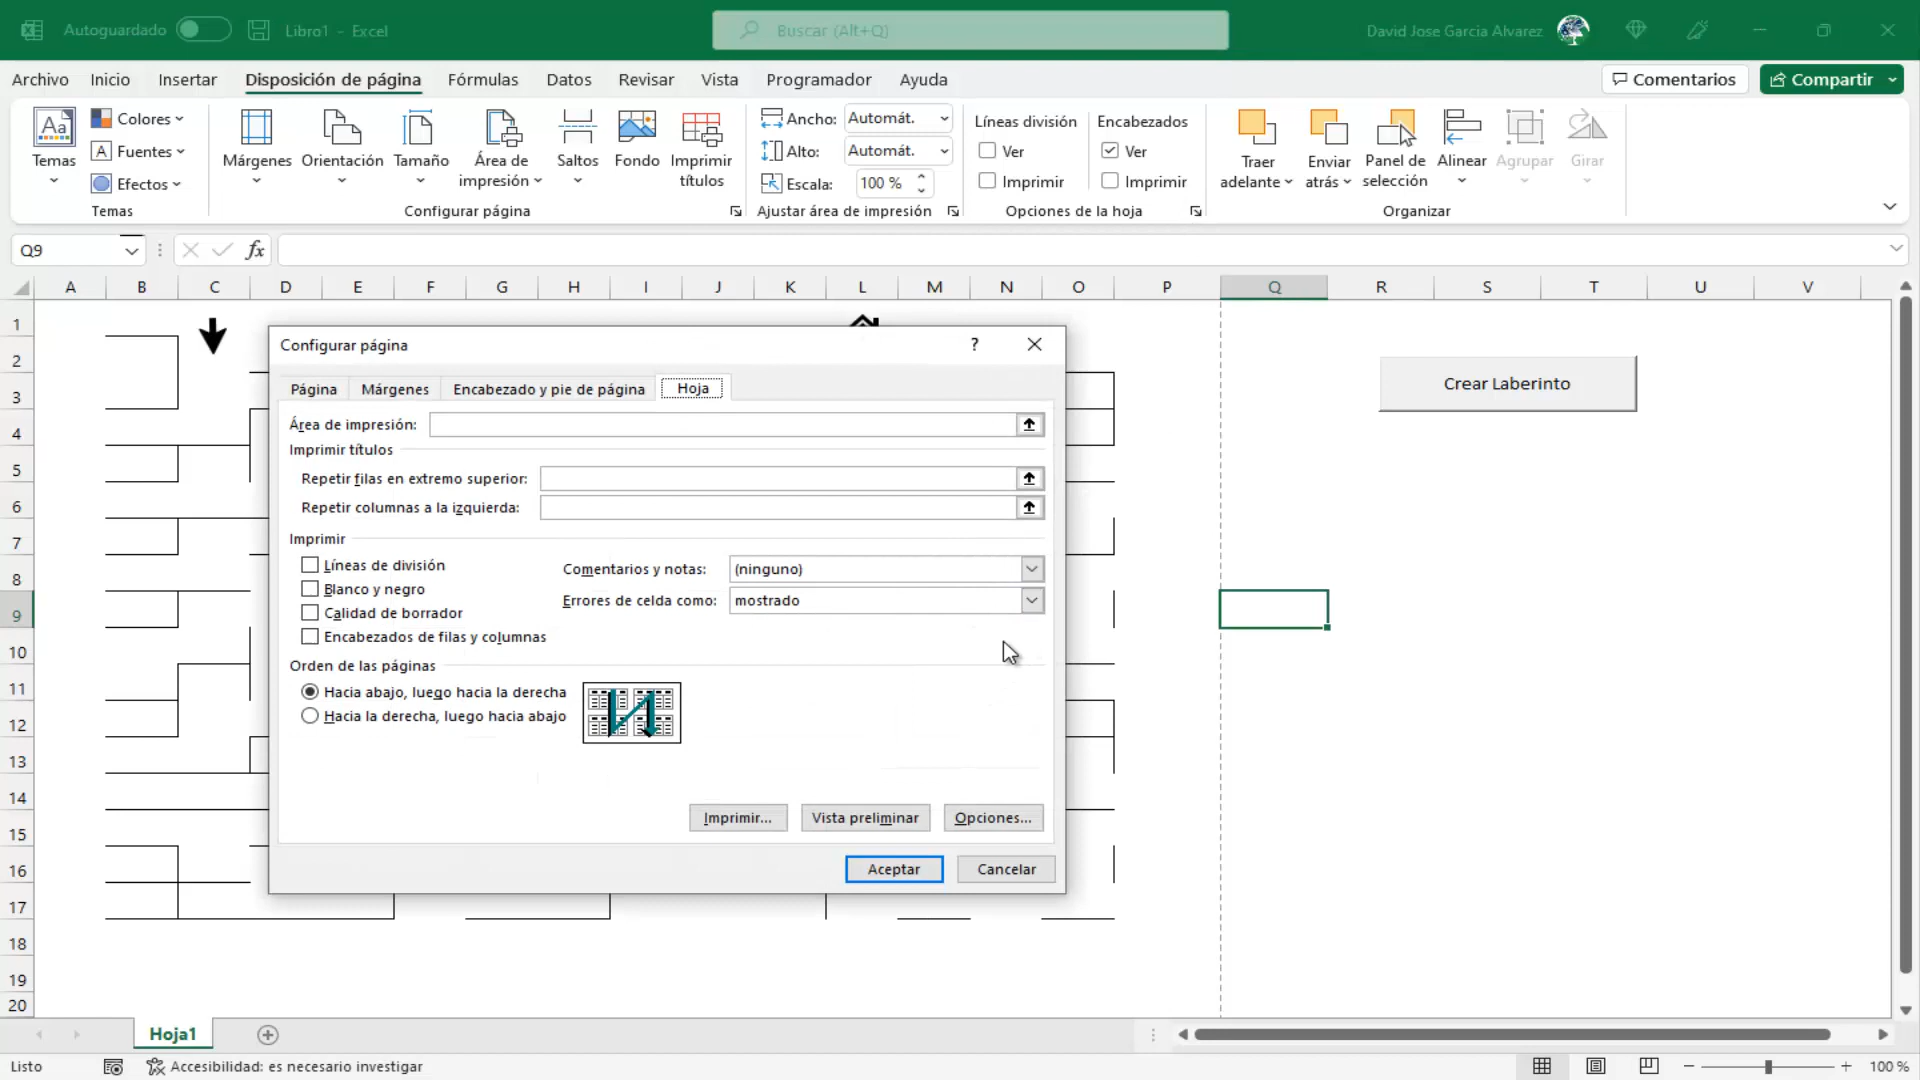 Autoguardado Libro1 - Excel Buscar (Alt+Q) David Jose Garcia Alvarez
Archivo Inicio Insertar Disposición de página Fórmulas Datos Revisar Vista Programador Ayuda Comentarios Compartir
Temas Colores Fuentes Efectos
Temas
Márgenes Orientación Tamaño Área de impresión Saltos Fondo Imprimir títulos
Configurar página
Ancho: Automát.
Alto: Automát.
Escala: 100 %
Ajustar área de impresión
Líneas división Encabezados
Ver Ver
Imprimir Imprimir
Opciones de la hoja
Traer adelante Enviar atrás Panel de selección Alinear Agrupar Girar
Organizar
Q9 fx
A B C D E F G H I J K L M N O P Q R S T U V
1
2
3
4
5
6
7
8
9
10
11
12
13
14
15
16
17
18
19
20
Crear Laberinto
Configurar página ?
Página Márgenes Encabezado y pie de página Hoja
Área de impresión:
Imprimir títulos
Repetir filas en extremo superior:
Repetir columnas a la izquierda:
Imprimir
Líneas de división
Blanco y negro
Calidad de borrador
Encabezados de filas y columnas
Comentarios y notas: (ninguno)
Errores de celda como: mostrado
Orden de las páginas
Hacia abajo, luego hacia la derecha
Hacia la derecha, luego hacia abajo
Imprimir... Vista preliminar Opciones...
Aceptar Cancelar
Hoja1
Listo Accesibilidad: es necesario investigar 100 %